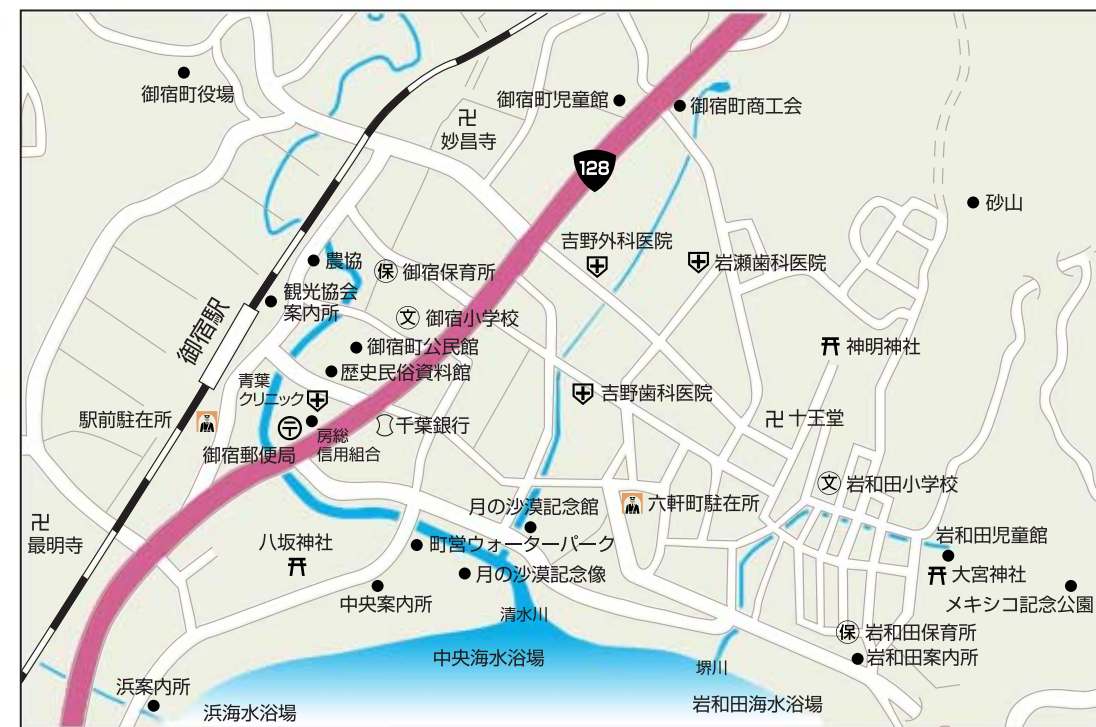 御宿町役場
卍
妙昌寺
御宿町児童館
御宿町商工会
128
砂山
吉野外科医院
岩瀬歯科医院
農協
保 御宿保育所
観光協会
案内所
御宿駅
文 御宿小学校
御宿町公民館
歴史民俗資料館
神明神社
青葉
クリニック
吉野歯科医院
駅前駐在所
千葉銀行
卍 十王堂
〒
房総
信用組合
御宿郵便局
文 岩和田小学校
月の沙漠記念館
六軒町駐在所
卍
最明寺
八坂神社
町営ウォーターパーク
岩和田児童館
月の沙漠記念像
大宮神社
中央案内所
メキシコ記念公園
清水川
保 岩和田保育所
中央海水浴場
岩和田案内所
堺川
浜案内所
浜海水浴場
岩和田海水浴場